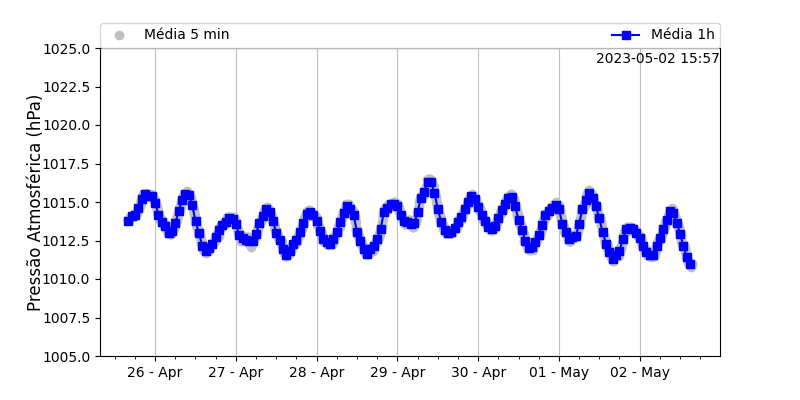 Média 5 min
Média 1h
2023-05-02 15:57
Pressão Atmosférica (hPa)
1025.0
1022.5
1020.0
1017.5
1015.0
1012.5
1010.0
1007.5
1005.0
26 - Apr
27 - Apr
28 - Apr
29 - Apr
30 - Apr
01 - May
02 - May